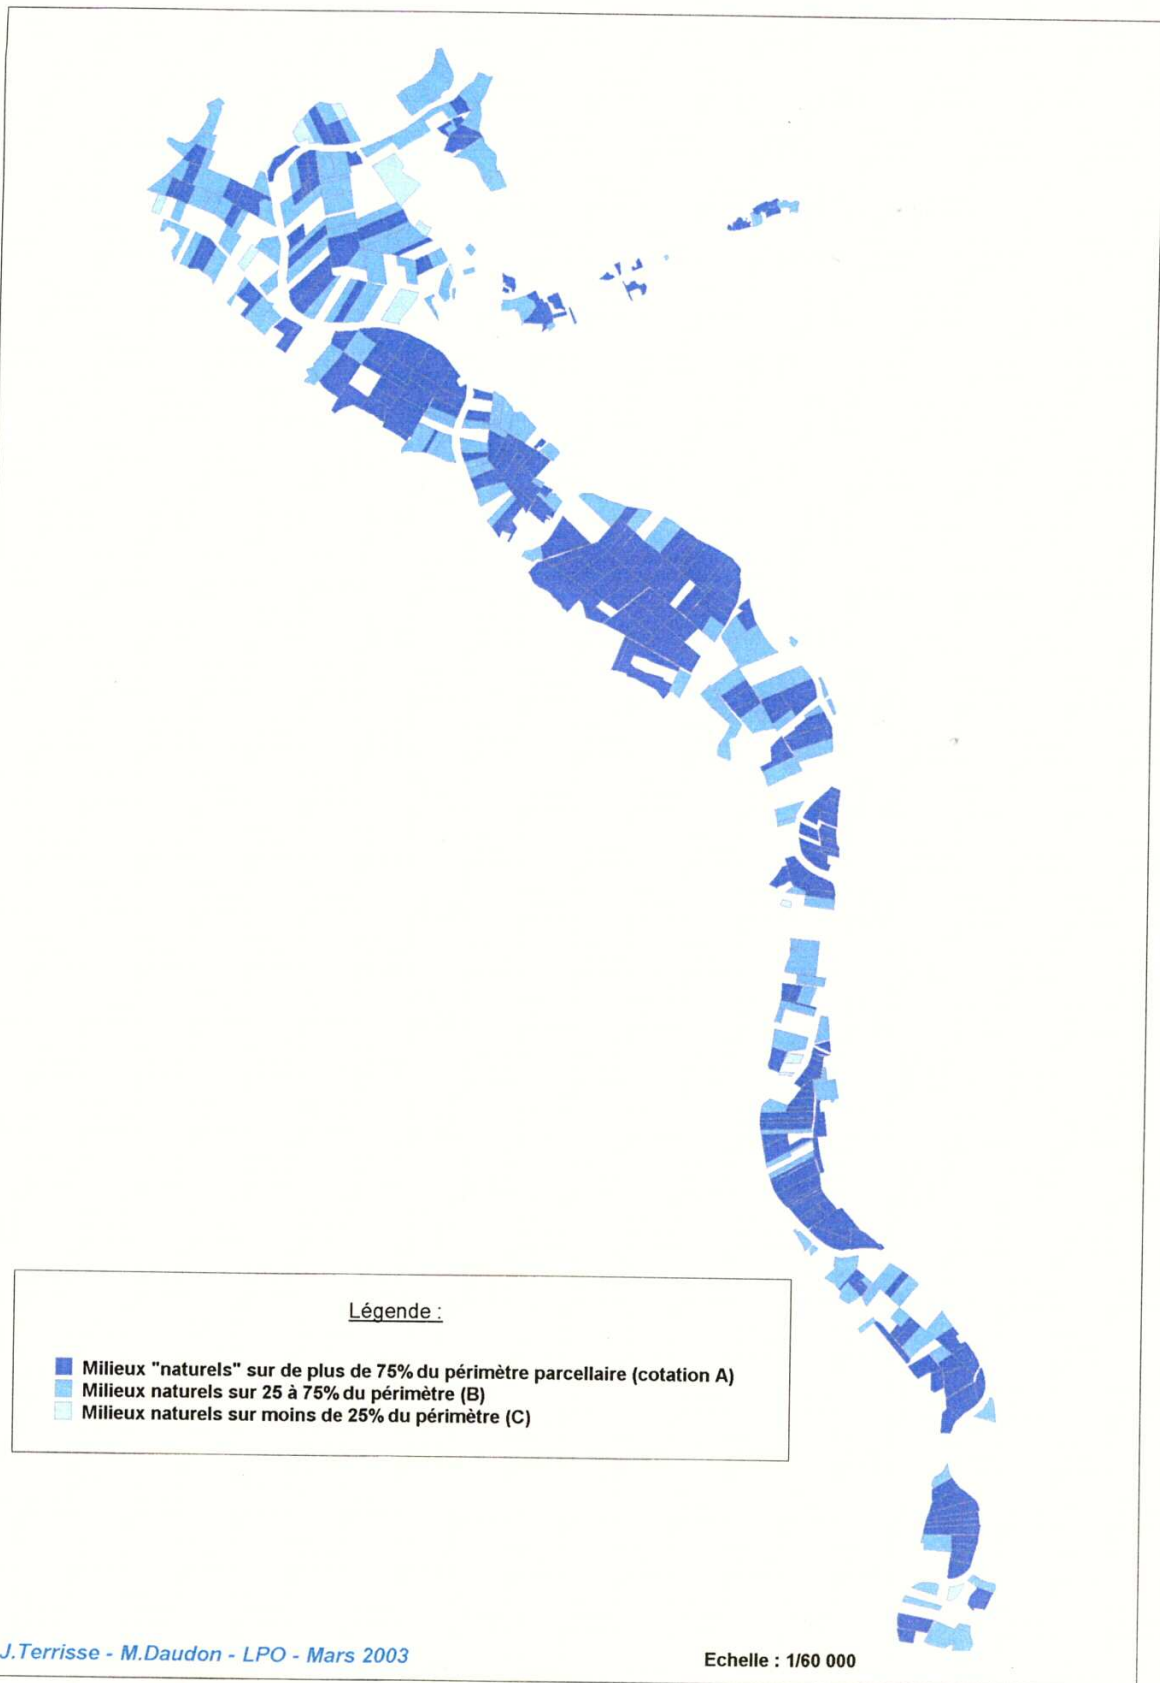 Légende :
Milieux "naturels" sur de plus de 75% du périmètre parcellaire (cotation A)
Milieux naturels sur 25 à 75% du périmètre (B)
Milieux naturels sur moins de 25% du périmètre (C)
J.Terrisse - M.Daudon - LPO - Mars 2003
Echelle : 1/60 000